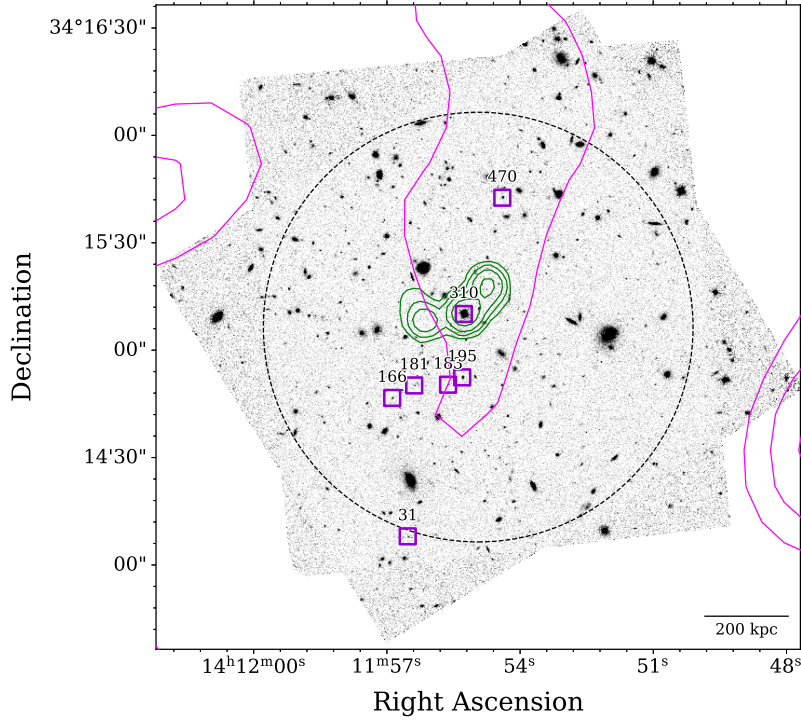 34°16'30"
00"
15'30"
00"
14'30"
00"
Declination
470
310
195
183
181
166
31
200 kpc
14ʰ12ᵐ00ˢ
11ᵐ57ˢ
54ˢ
51ˢ
48ˢ
Right Ascension